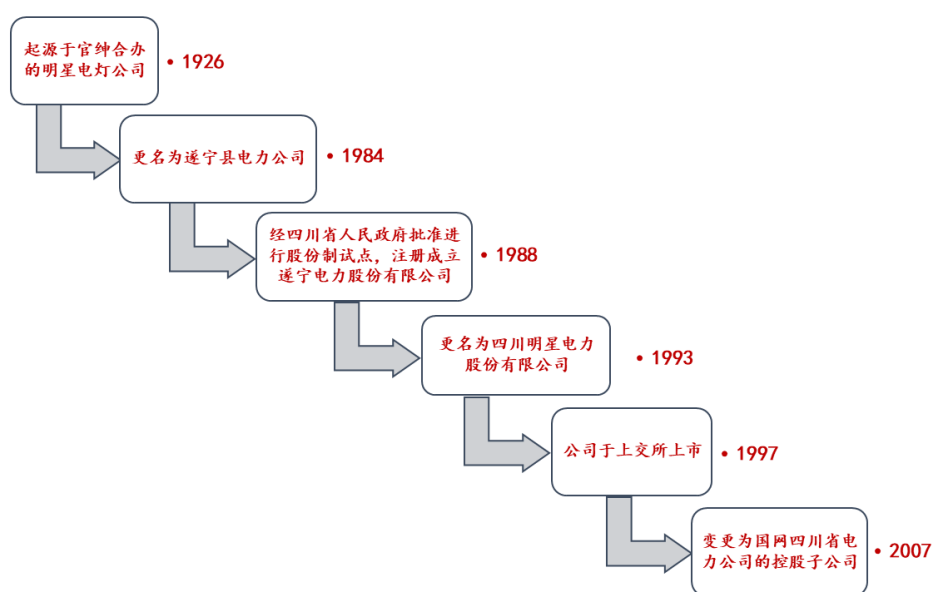 起源于官绅合办
的明星电灯公司
• 1926
更名为遂宁县电力公司
• 1984
经四川省人民政府批准进
行股份制试点，注册成立
遂宁电力股份有限公司
• 1988
更名为四川明星电力
股份有限公司
• 1993
公司于上交所上市
• 1997
变更为国网四川省电
力公司的控股子公司
• 2007